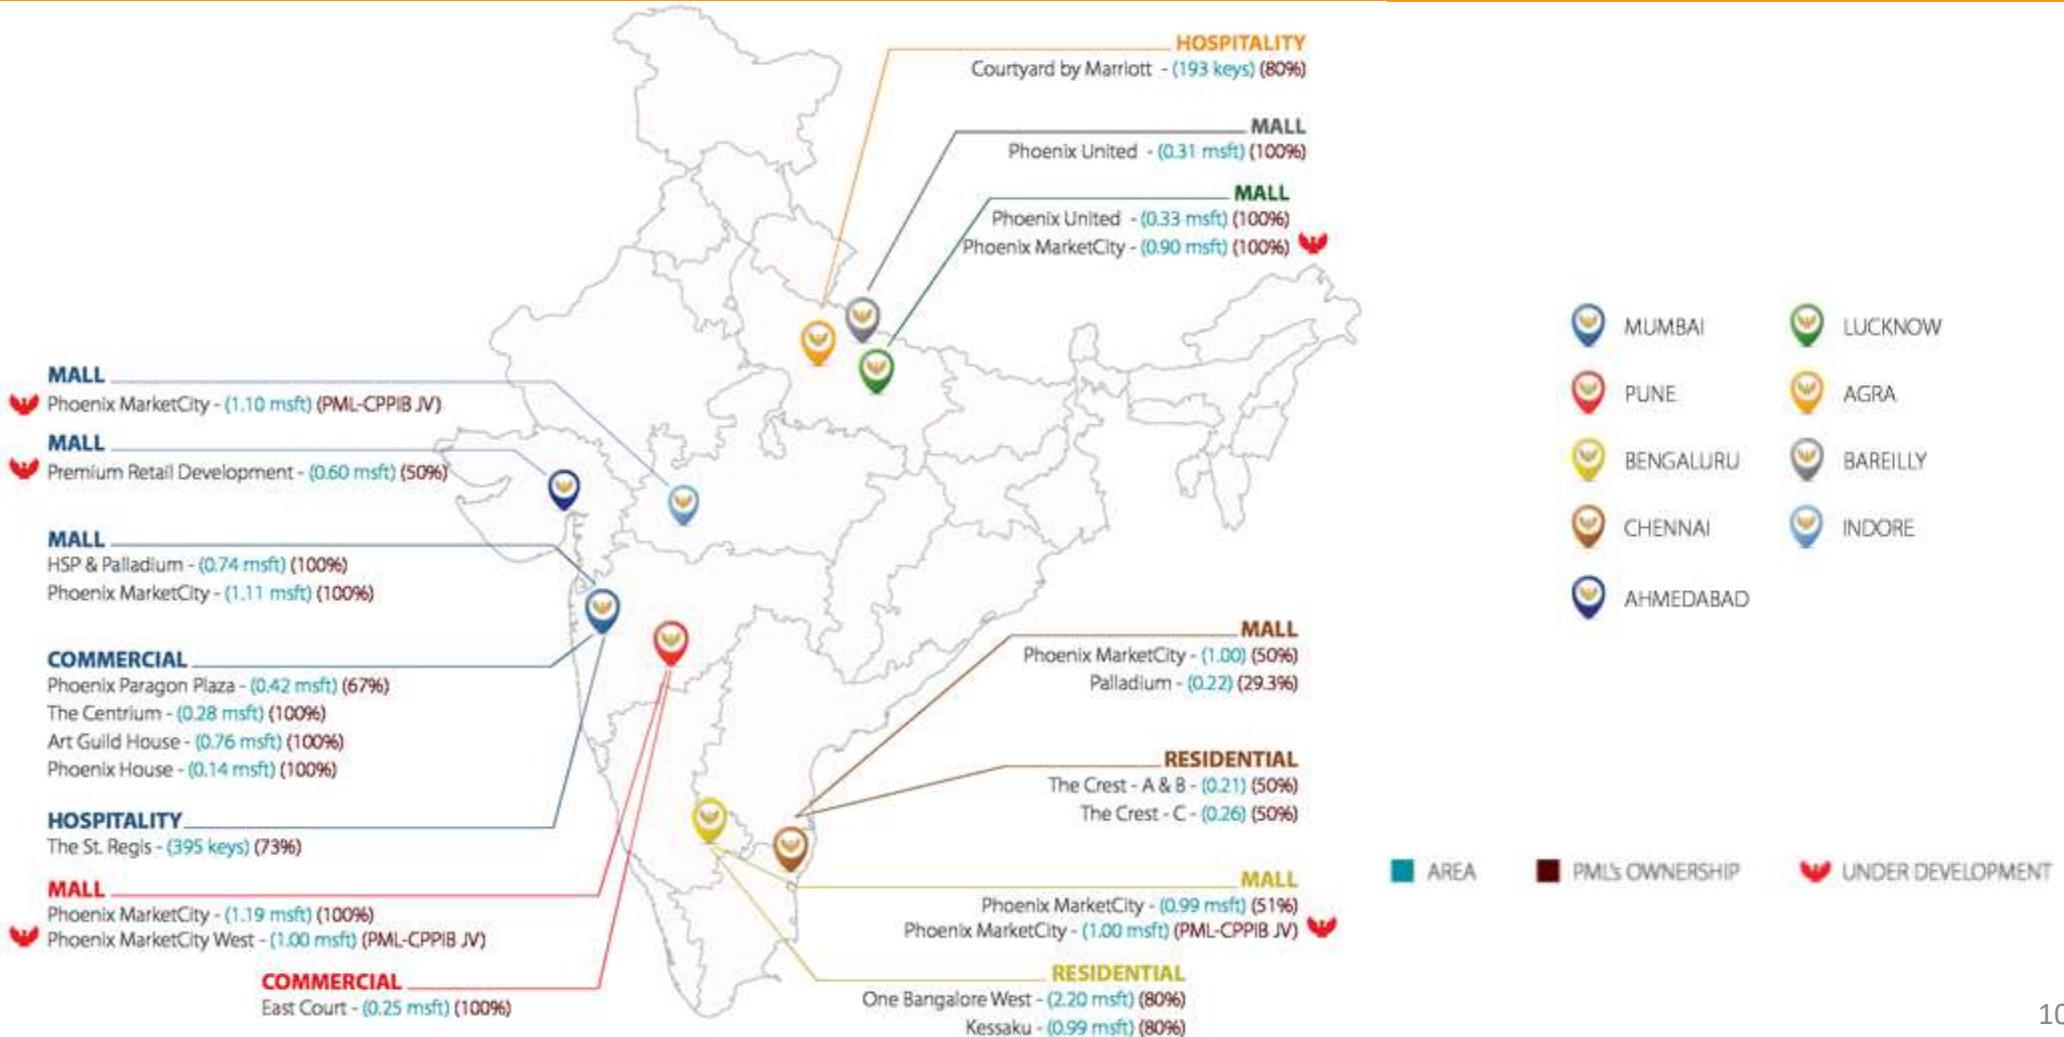 HOSPITALITY
Courtyard by Marriott - (193 keys) (80%)
MALL
Phoenix United - (0.31 msft) (100%)
MALL
Phoenix United - (0.33 msft) (100%)
Phoenix MarketCity - (0.90 msft) (100%)
MALL
Phoenix MarketCity - (1.10 msft) (PML-CPPIB JV)
MALL
Premium Retail Development - (0.60 msft) (50%)
MALL
HSP & Palladium - (0.74 msft) (100%)
Phoenix MarketCity - (1.11 msft) (100%)
COMMERCIAL
Phoenix Paragon Plaza - (0.42 msft) (67%)
The Centrium - (0.28 msft) (100%)
Art Guild House - (0.76 msft) (100%)
Phoenix House - (0.14 msft) (100%)
HOSPITALITY
The St. Regis - (395 keys) (73%)
MALL
Phoenix MarketCity - (1.19 msft) (100%)
Phoenix MarketCity West - (1.00 msft) (PML-CPPIB JV)
COMMERCIAL
East Court - (0.25 msft) (100%)
MALL
Phoenix MarketCity - (1.00) (50%)
Palladium - (0.22) (29.3%)
RESIDENTIAL
The Crest - A & B - (0.21) (50%)
The Crest - C - (0.26) (50%)
MALL
Phoenix MarketCity - (0.99 msft) (51%)
Phoenix MarketCity - (1.00 msft) (PML-CPPIB JV)
RESIDENTIAL
One Bangalore West - (2.20 msft) (80%)
Kessaku - (0.99 msft) (80%)
MUMBAI
LUCKNOW
PUNE
AGRA
BENGALURU
BAREILLY
CHENNAI
INDORE
AHMEDABAD
AREA
PML's OWNERSHIP
UNDER DEVELOPMENT
10